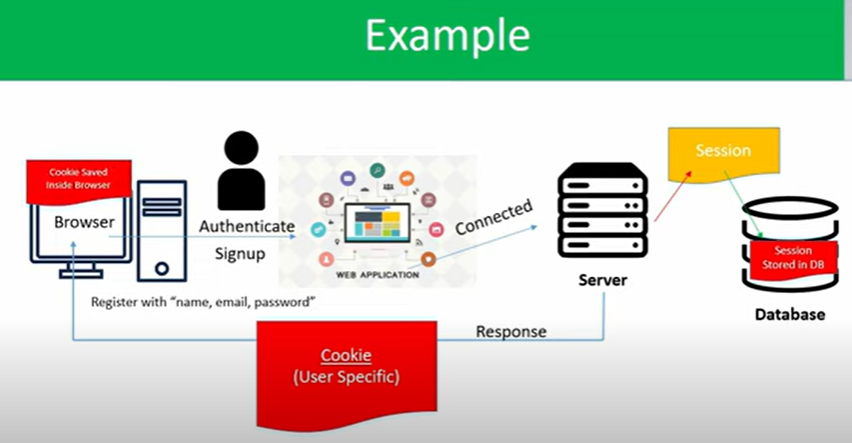 Example
Cookie Saved
Inside Browser
Browser
Authenticate
Signup
WEB APPLICATION
Connected
Server
Session
Session
Stored in DB
Database
Register with “name, email, password”
Response
Cookie
(User Specific)